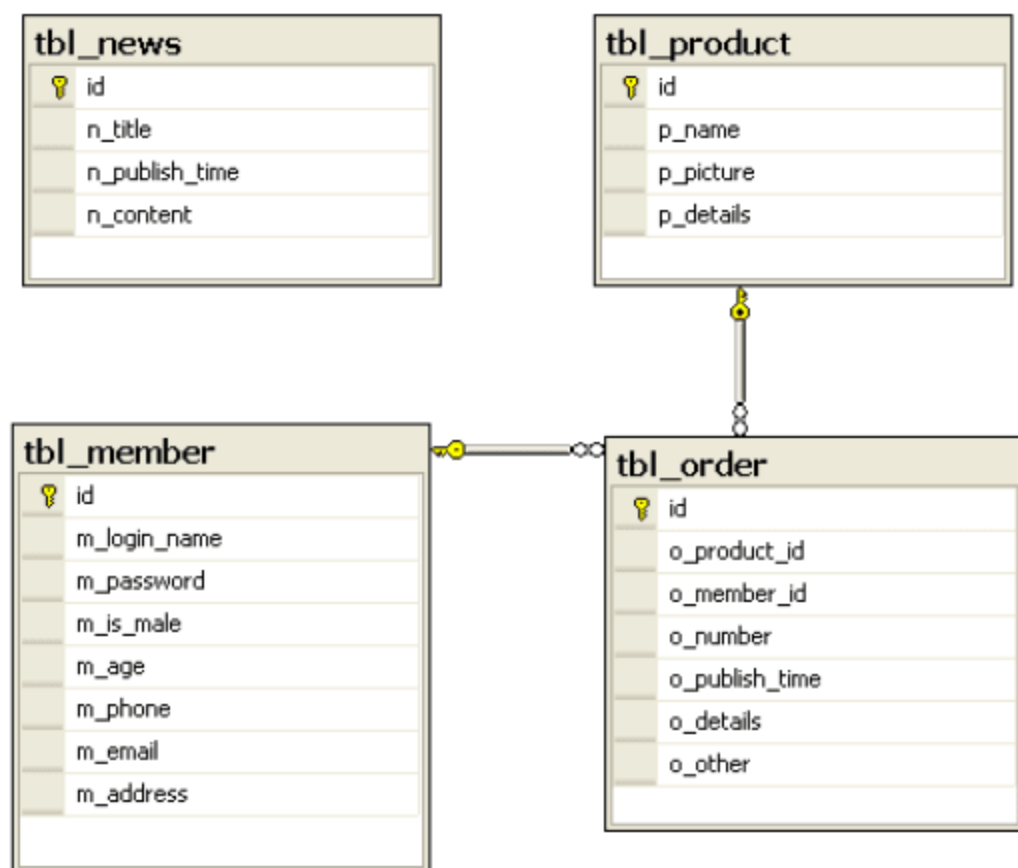 tbl_news
id
n_title
n_publish_time
n_content
tbl_product
id
p_name
p_picture
p_details
tbl_member
id
m_login_name
m_password
m_is_male
m_age
m_phone
m_email
m_address
tbl_order
id
o_product_id
o_member_id
o_number
o_publish_time
o_details
o_other